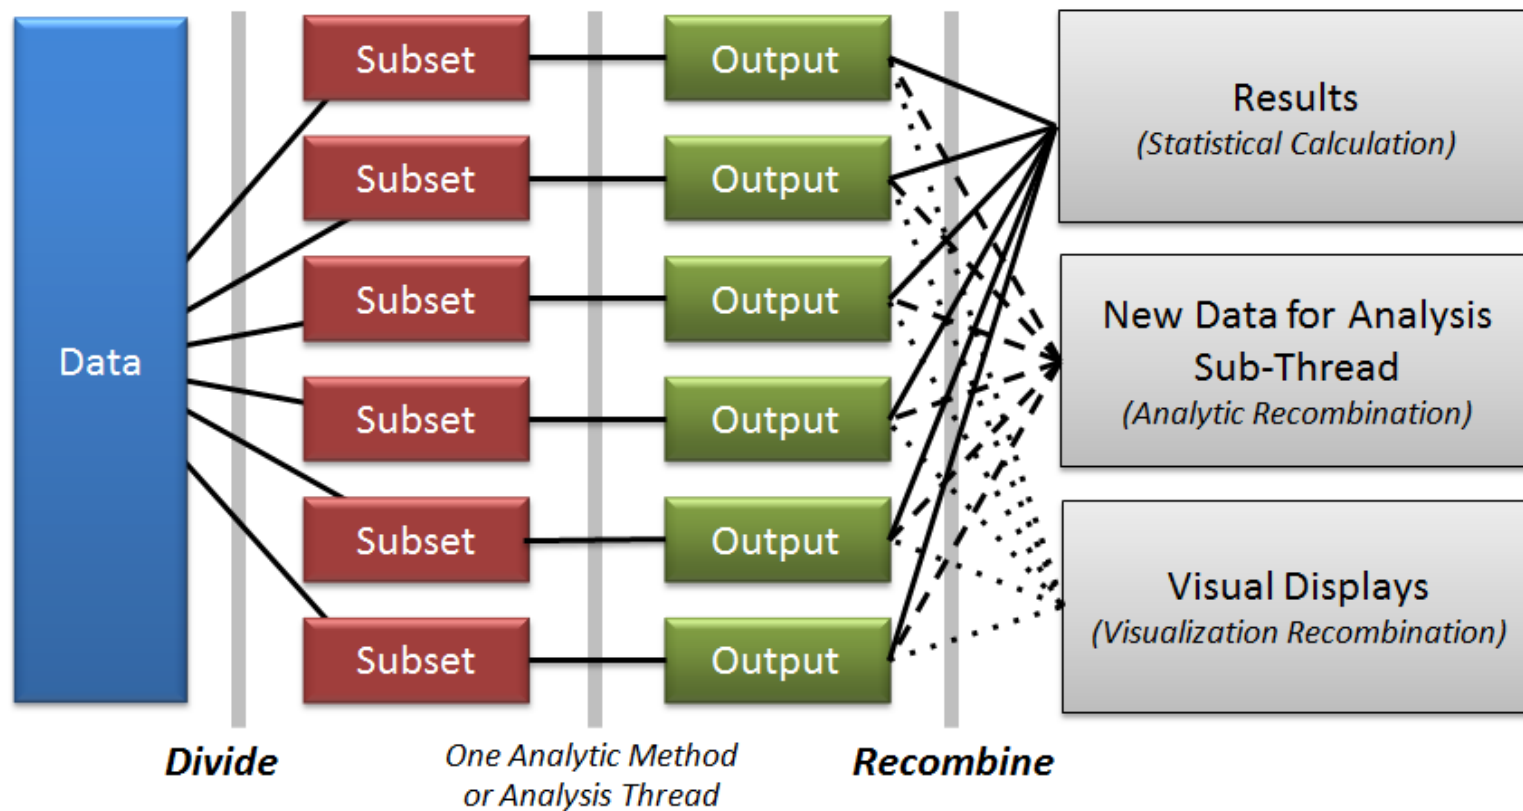 Data
Subset
Subset
Subset
Subset
Subset
Subset
Output
Output
Output
Output
Output
Output
Results
(Statistical Calculation)
New Data for Analysis
Sub-Thread
(Analytic Recombination)
Visual Displays
(Visualization Recombination)
Divide
One Analytic Method
or Analysis Thread
Recombine